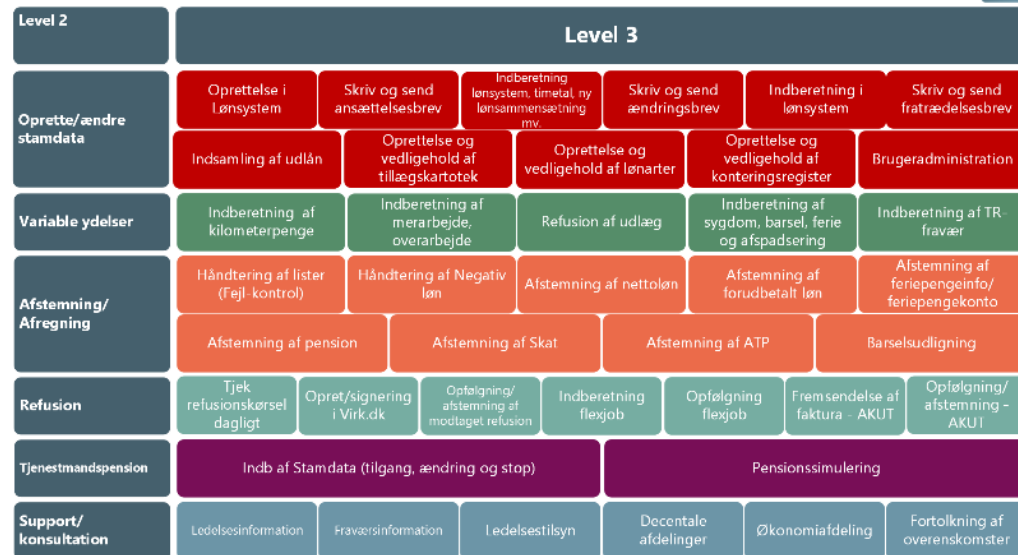 Level 2
Level 3
Oprette/ændre
stamdata
Oprettelse i
Lønsystem
Skriv og send
ansættelsesbrev
Indberetning
lønsystem, timetal, ny
lønsammensætning
mv.
Skriv og send
ændringsbrev
Indberetning i
lønsystem
Skriv og send
fratrædelsesbrev
Indsamling af udlån
Oprettelse og
vedligehold af
tillægskartotek
Oprettelse og
vedligehold af lønarter
Oprettelse og
vedligehold af
konteringsregister
Brugeradministration
Variable ydelser
Indberetning af
kilometerpenge
Indberetning af
merarbejde,
overarbejde
Refusion af udlæg
Indberetning af
sygdom, barsel, ferie
og afspadsering
Indberetning af TR-
fravær
Afstemning/
Afregning
Håndtering af lister
(Fejl-kontrol)
Håndtering af Negativ
løn
Afstemning af nettoløn
Afstemning af
forudbetalt løn
Afstemning af
feriepengeinfo/
feriepengekonto
Afstemning af pension
Afstemning af Skat
Afstemning af ATP
Barselsudligning
Refusion
Tjek
refusionskørsel
dagligt
Opret/signering
i Virk.dk
Opfølgning/
afstemning af
modtaget refusion
Indberetning
flexjob
Opfølgning
flexjob
Fremsendelse af
faktura - AKUT
Opfølgning/
afstemning –
AKUT
Tjenestmandspension
Indb af Stamdata (tilgang, ændring og stop)
Pensionssimulering
Support/
konsultation
Ledelsesinformation
Fraværsinformation
Ledelsestilsyn
Decentale
afdelinger
Økonomiafdeling
Fortolkning af
overenskomster